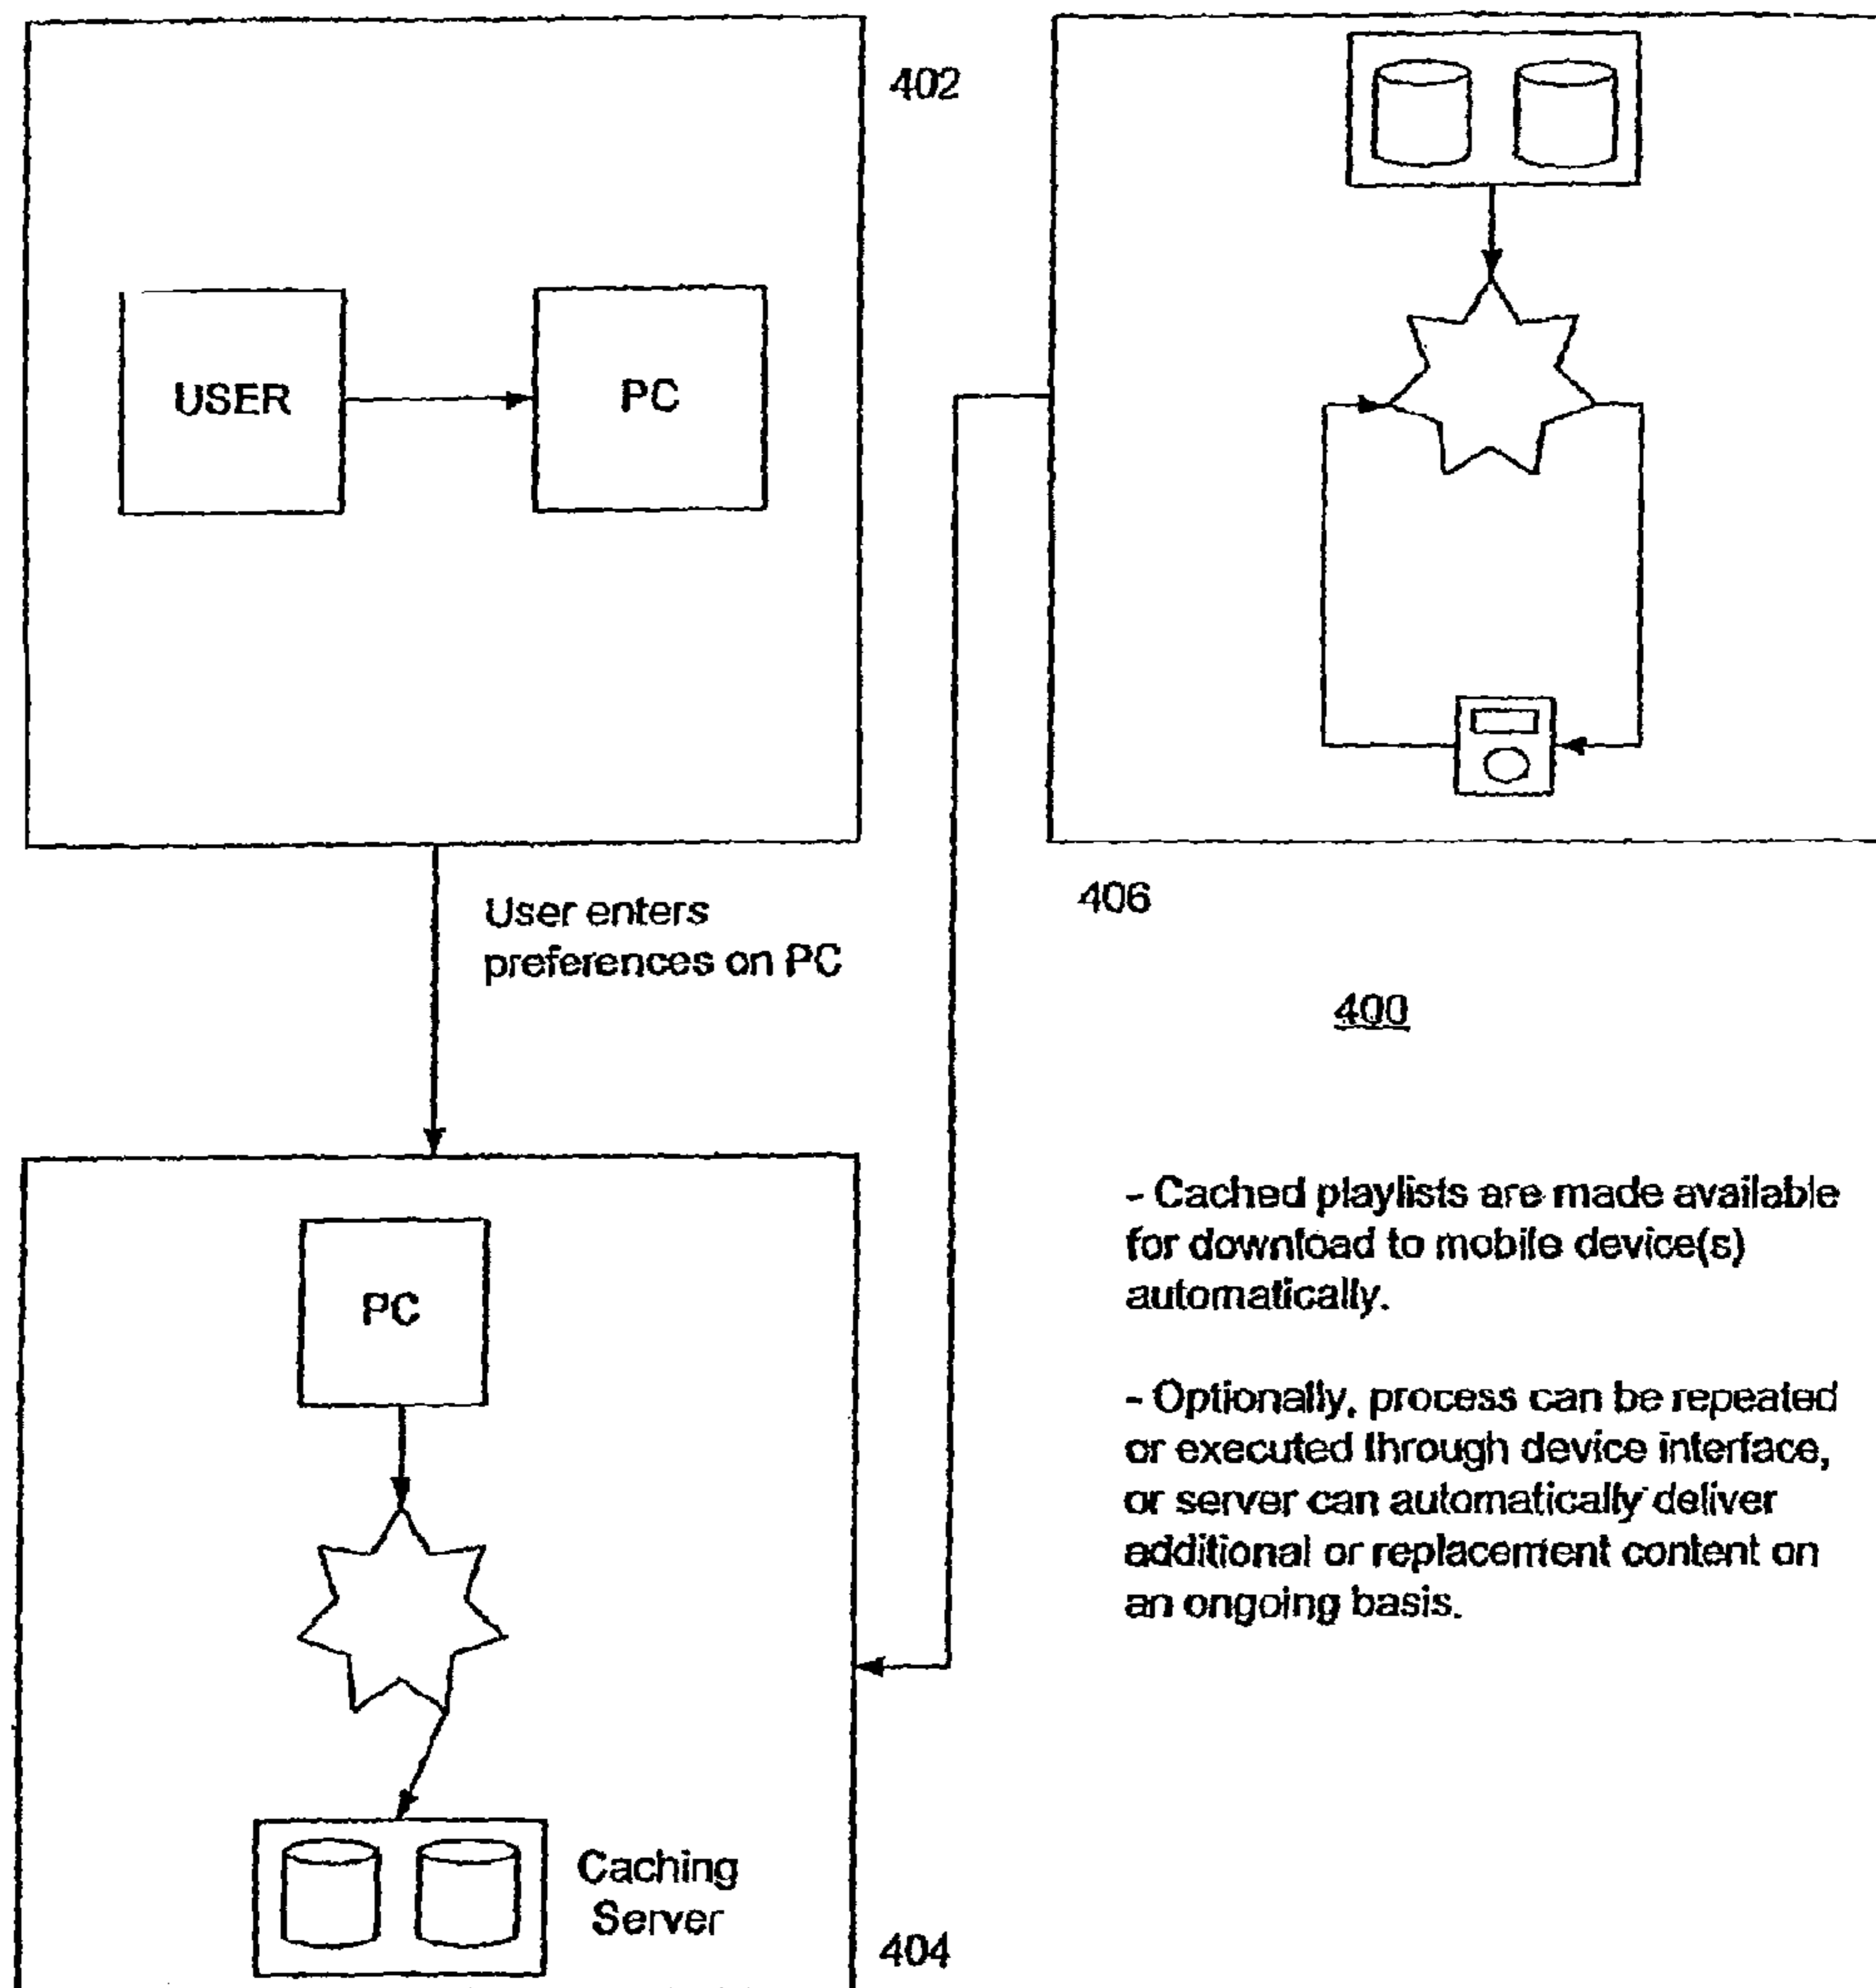 402
USER
PC
406
User enters
preferences on PC
400
PC
Caching
Server
404
- Cached playlists are made available
for download to mobile device(s)
automatically.
- Optionally, process can be repeated
or executed through device interface,
or server can automatically deliver
additional or replacement content on
an ongoing basis.